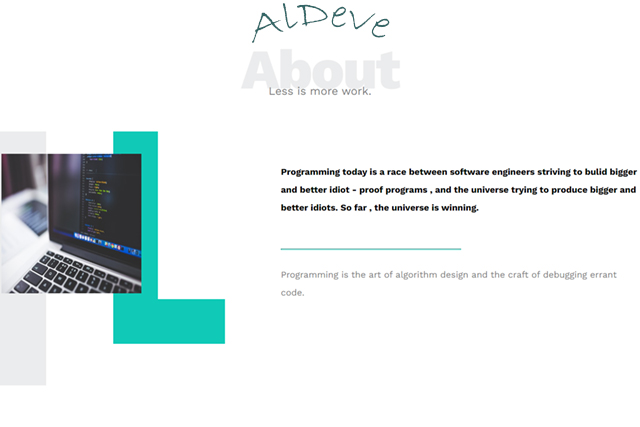 AlDeve
About
Less is more work.
Programming today is a race between software engineers striving to bulid bigger
and better idiot - proof programs , and the universe trying to produce bigger and
better idiots. So far , the universe is winning.
Programming is the art of algorithm design and the craft of debugging errant
code.